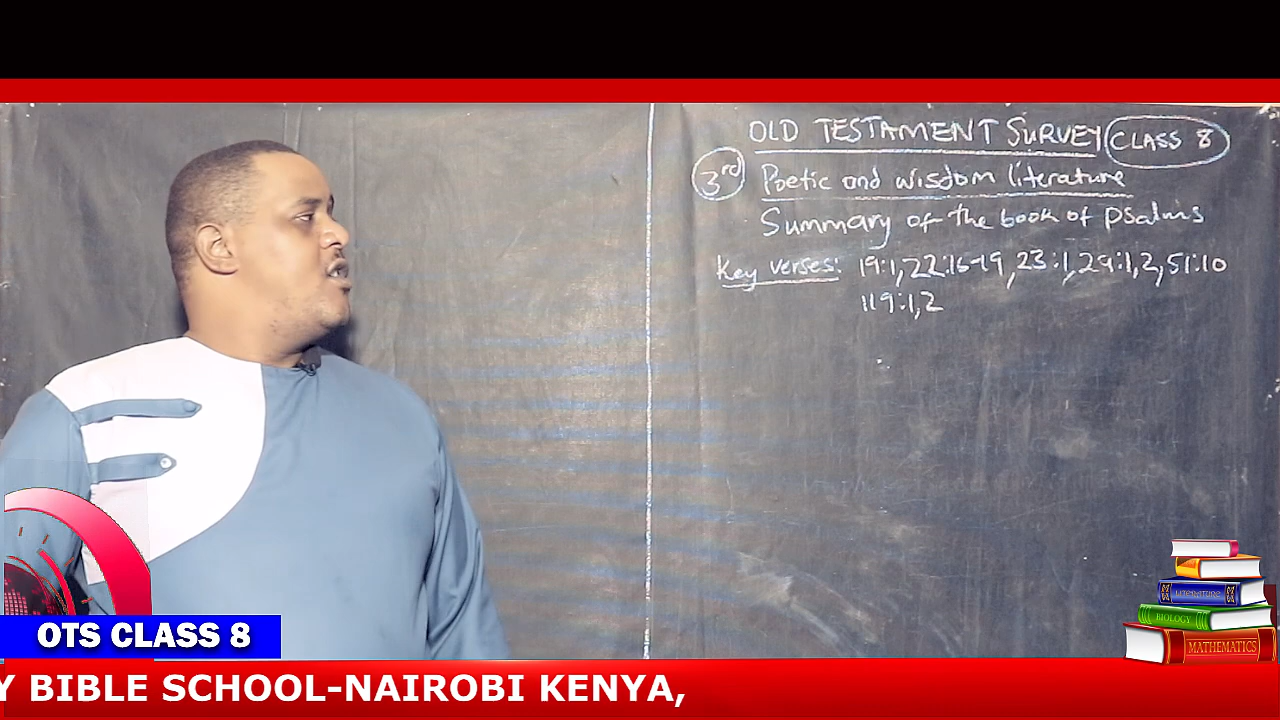 OLD TESTAMENT SURVEY CLASS 8
3rd Poetic and wisdom literature
Summary of the book of psalms
Key verses: 19:1, 22:16-19, 23:1, 29:1,2, 51:10
119:1,2
LITERATURE
BIOLOGY
MATHEMATICS
OTS CLASS 8
Y BIBLE SCHOOL-NAIROBI KENYA,